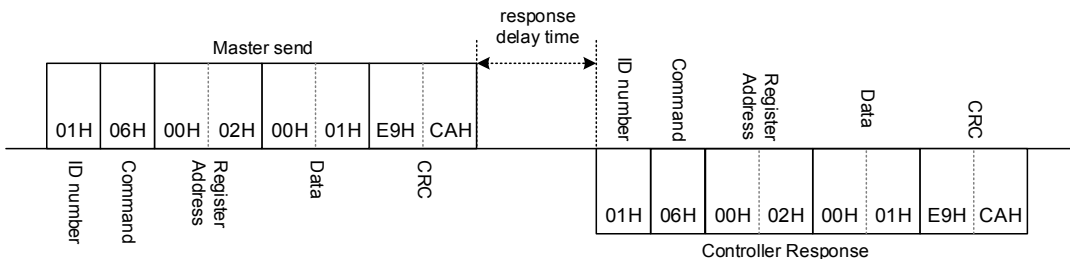 response
delay time
Master send
01H 06H 00H 02H 00H 01H E9H CAH
ID number
Command
Register
Address
Data
CRC
ID number
Command
Register
Address
Data
CRC
01H 06H 00H 02H 00H 01H E9H CAH
Controller Response